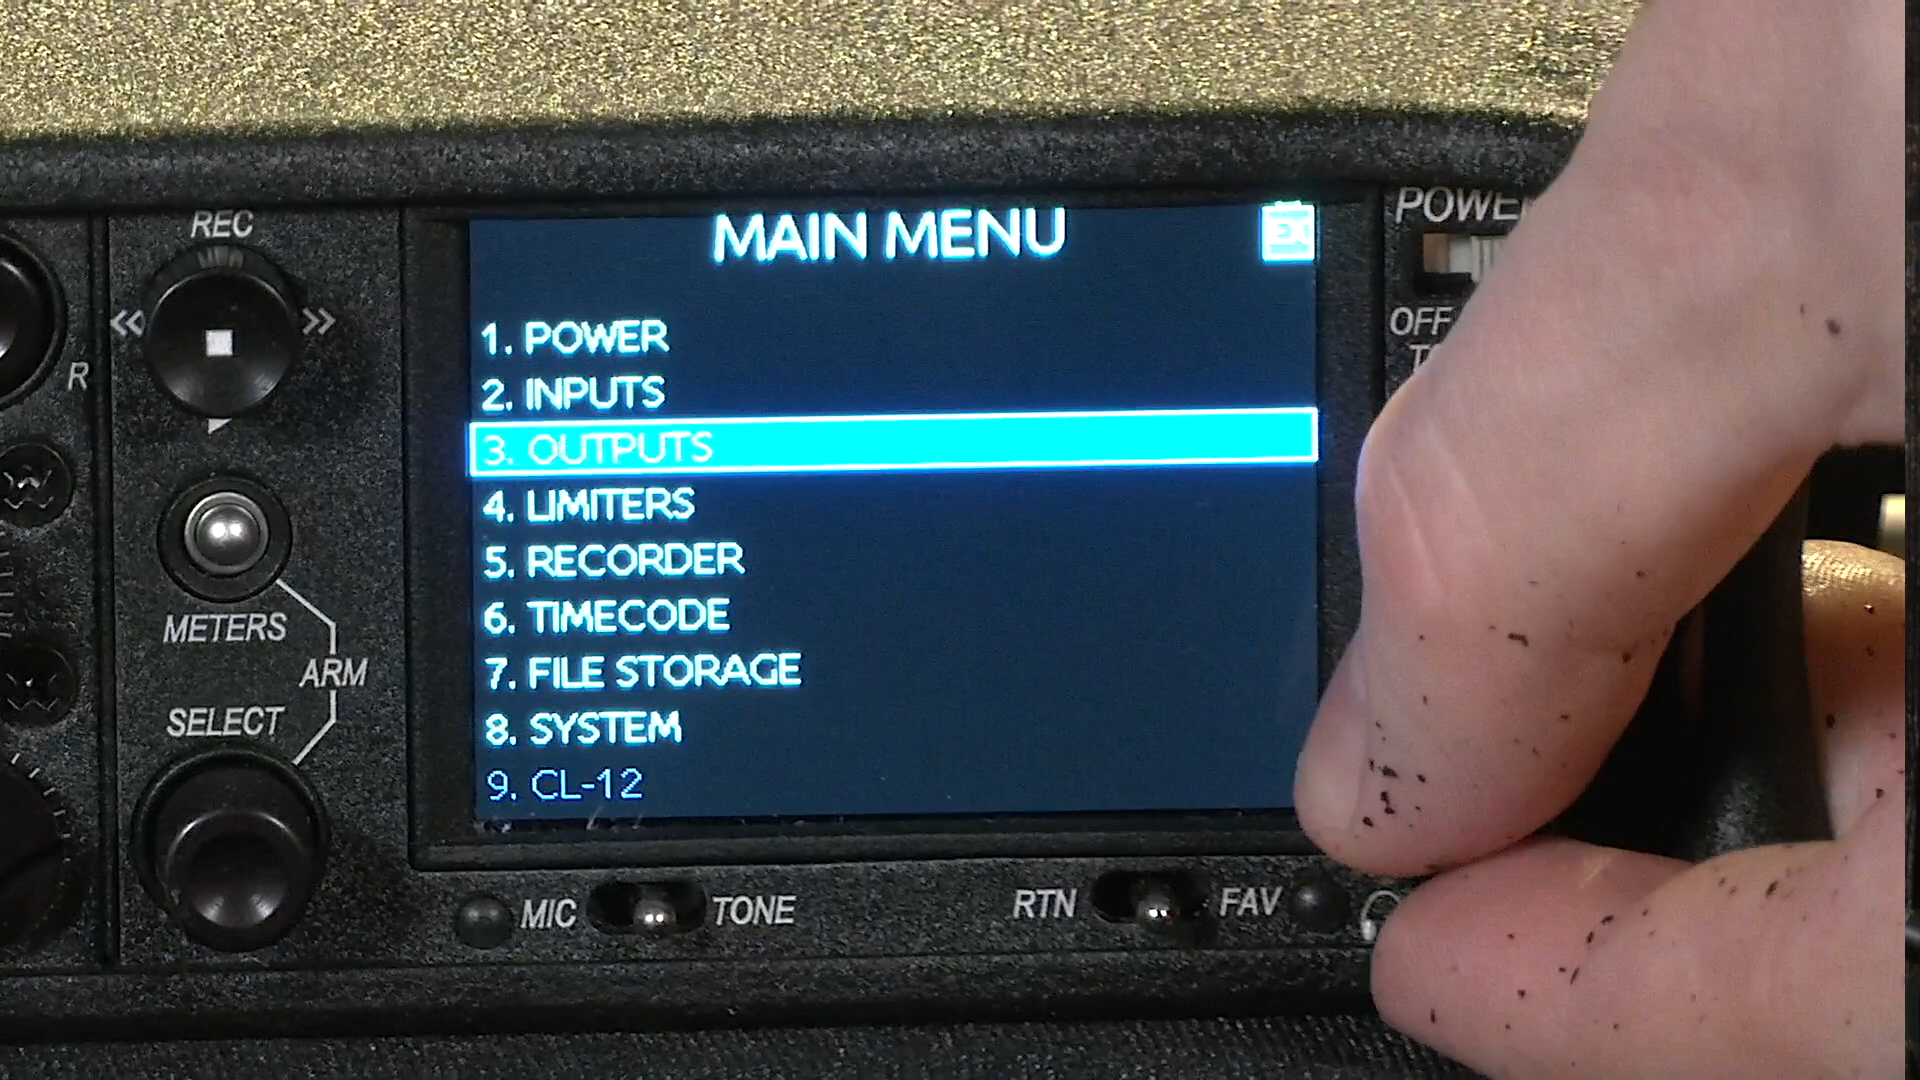 REC
MAIN MENU
EX
POWE
R
1. POWER
2. INPUTS
3. OUTPUTS
4. LIMITERS
5. RECORDER
6. TIMECODE
7. FILE STORAGE
8. SYSTEM
9. CL-12
OFF
METERS
ARM
SELECT
MIC
TONE
RTN
FAV